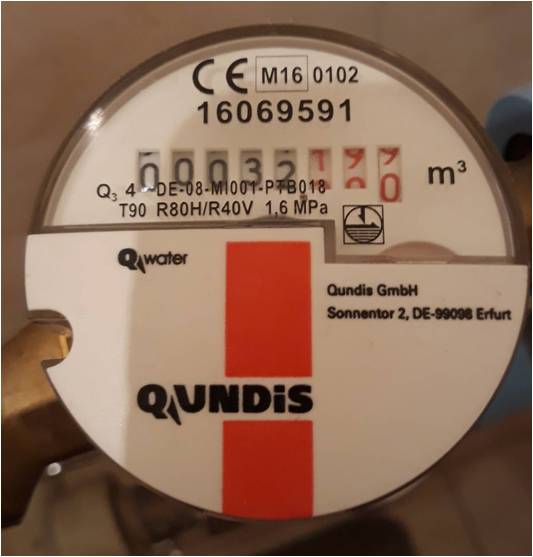 CE M16 0102
16069591
00032 m³
Q₃ 4 DE-08-MI001-PTB018
T90 R80H/R40V 1,6 MPa
Qwater
Qundis GmbH
Sonnentor 2, DE-99098 Erfurt
QUNDiS